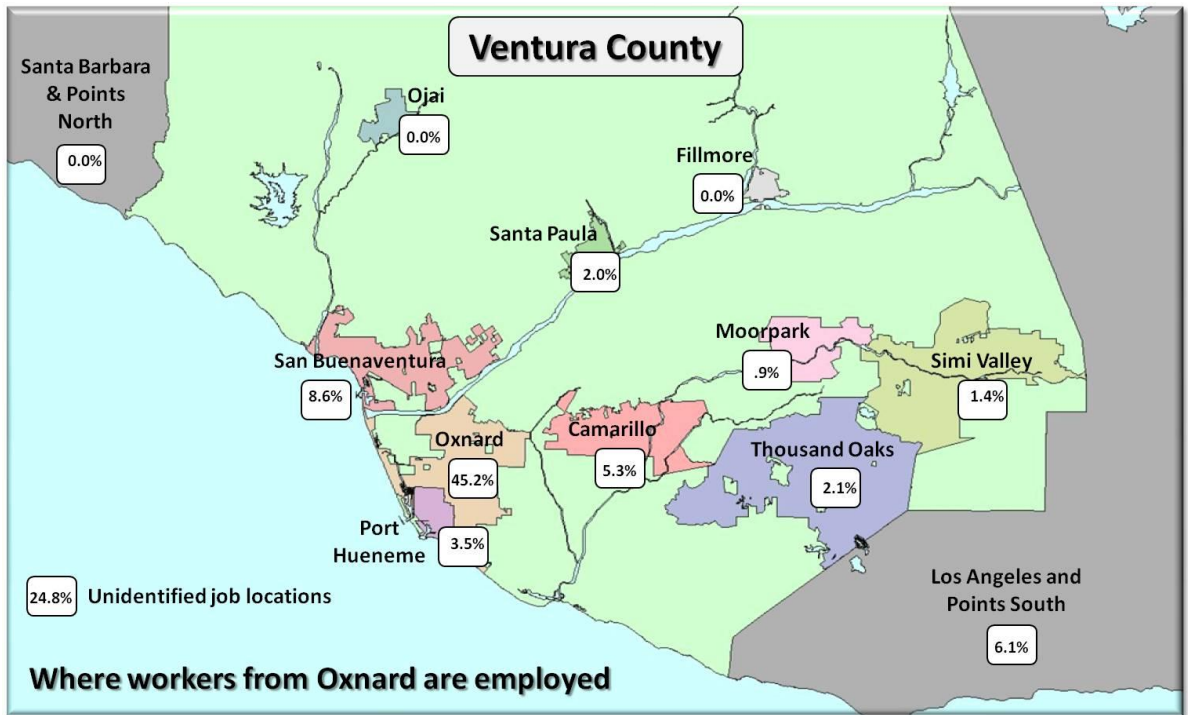 Ventura County
Santa Barbara
& Points
North
0.0%
Ojai
0.0%
Fillmore
0.0%
Santa Paula
2.0%
San Buenaventura
8.6%
Moorpark
.9%
Simi Valley
1.4%
Oxnard
45.2%
Camarillo
5.3%
Thousand Oaks
2.1%
Port
Hueneme
3.5%
24.8% Unidentified job locations
Los Angeles and
Points South
6.1%
Where workers from Oxnard are employed